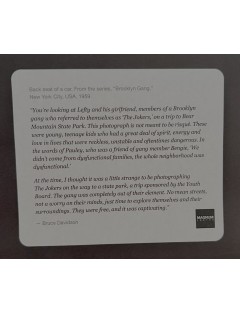 Back seat of a car. From the series, "Brooklyn Gang,"
New York City, USA, 1959.
"You're looking at Lefty and his girlfriend, members of a Brooklyn
gang who referred to themselves as 'The Jokers,' on a trip to Bear
Mountain State Park. This photograph is not meant to be staged. These
were young, teenage kids who had a great deal of spirit, energy and
love in lives that were reckless, unstable and oftentimes dangerous. In
the words of Paisley, who was a friend of gang member Bengie, 'We
didn't come from dysfunctional families, the whole neighborhood was
dysfunctional.'
At the time, I thought it was a little strange to be photographing
The Jokers on the way to a state park, a trip sponsored by the Youth
Board. The gang was completely out of their element. No mean streets,
not a worry on their minds, just time to explore themselves and their
surroundings. They were free, and it was captivating."
— Bruce Davidson
MAGNUM